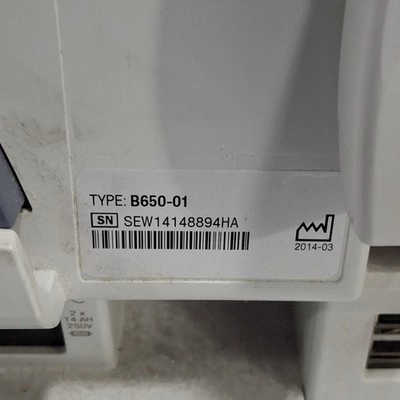 TYPE: B650-01
SN SEW14148894HA
2014-03
2 x
T4 AH
250V